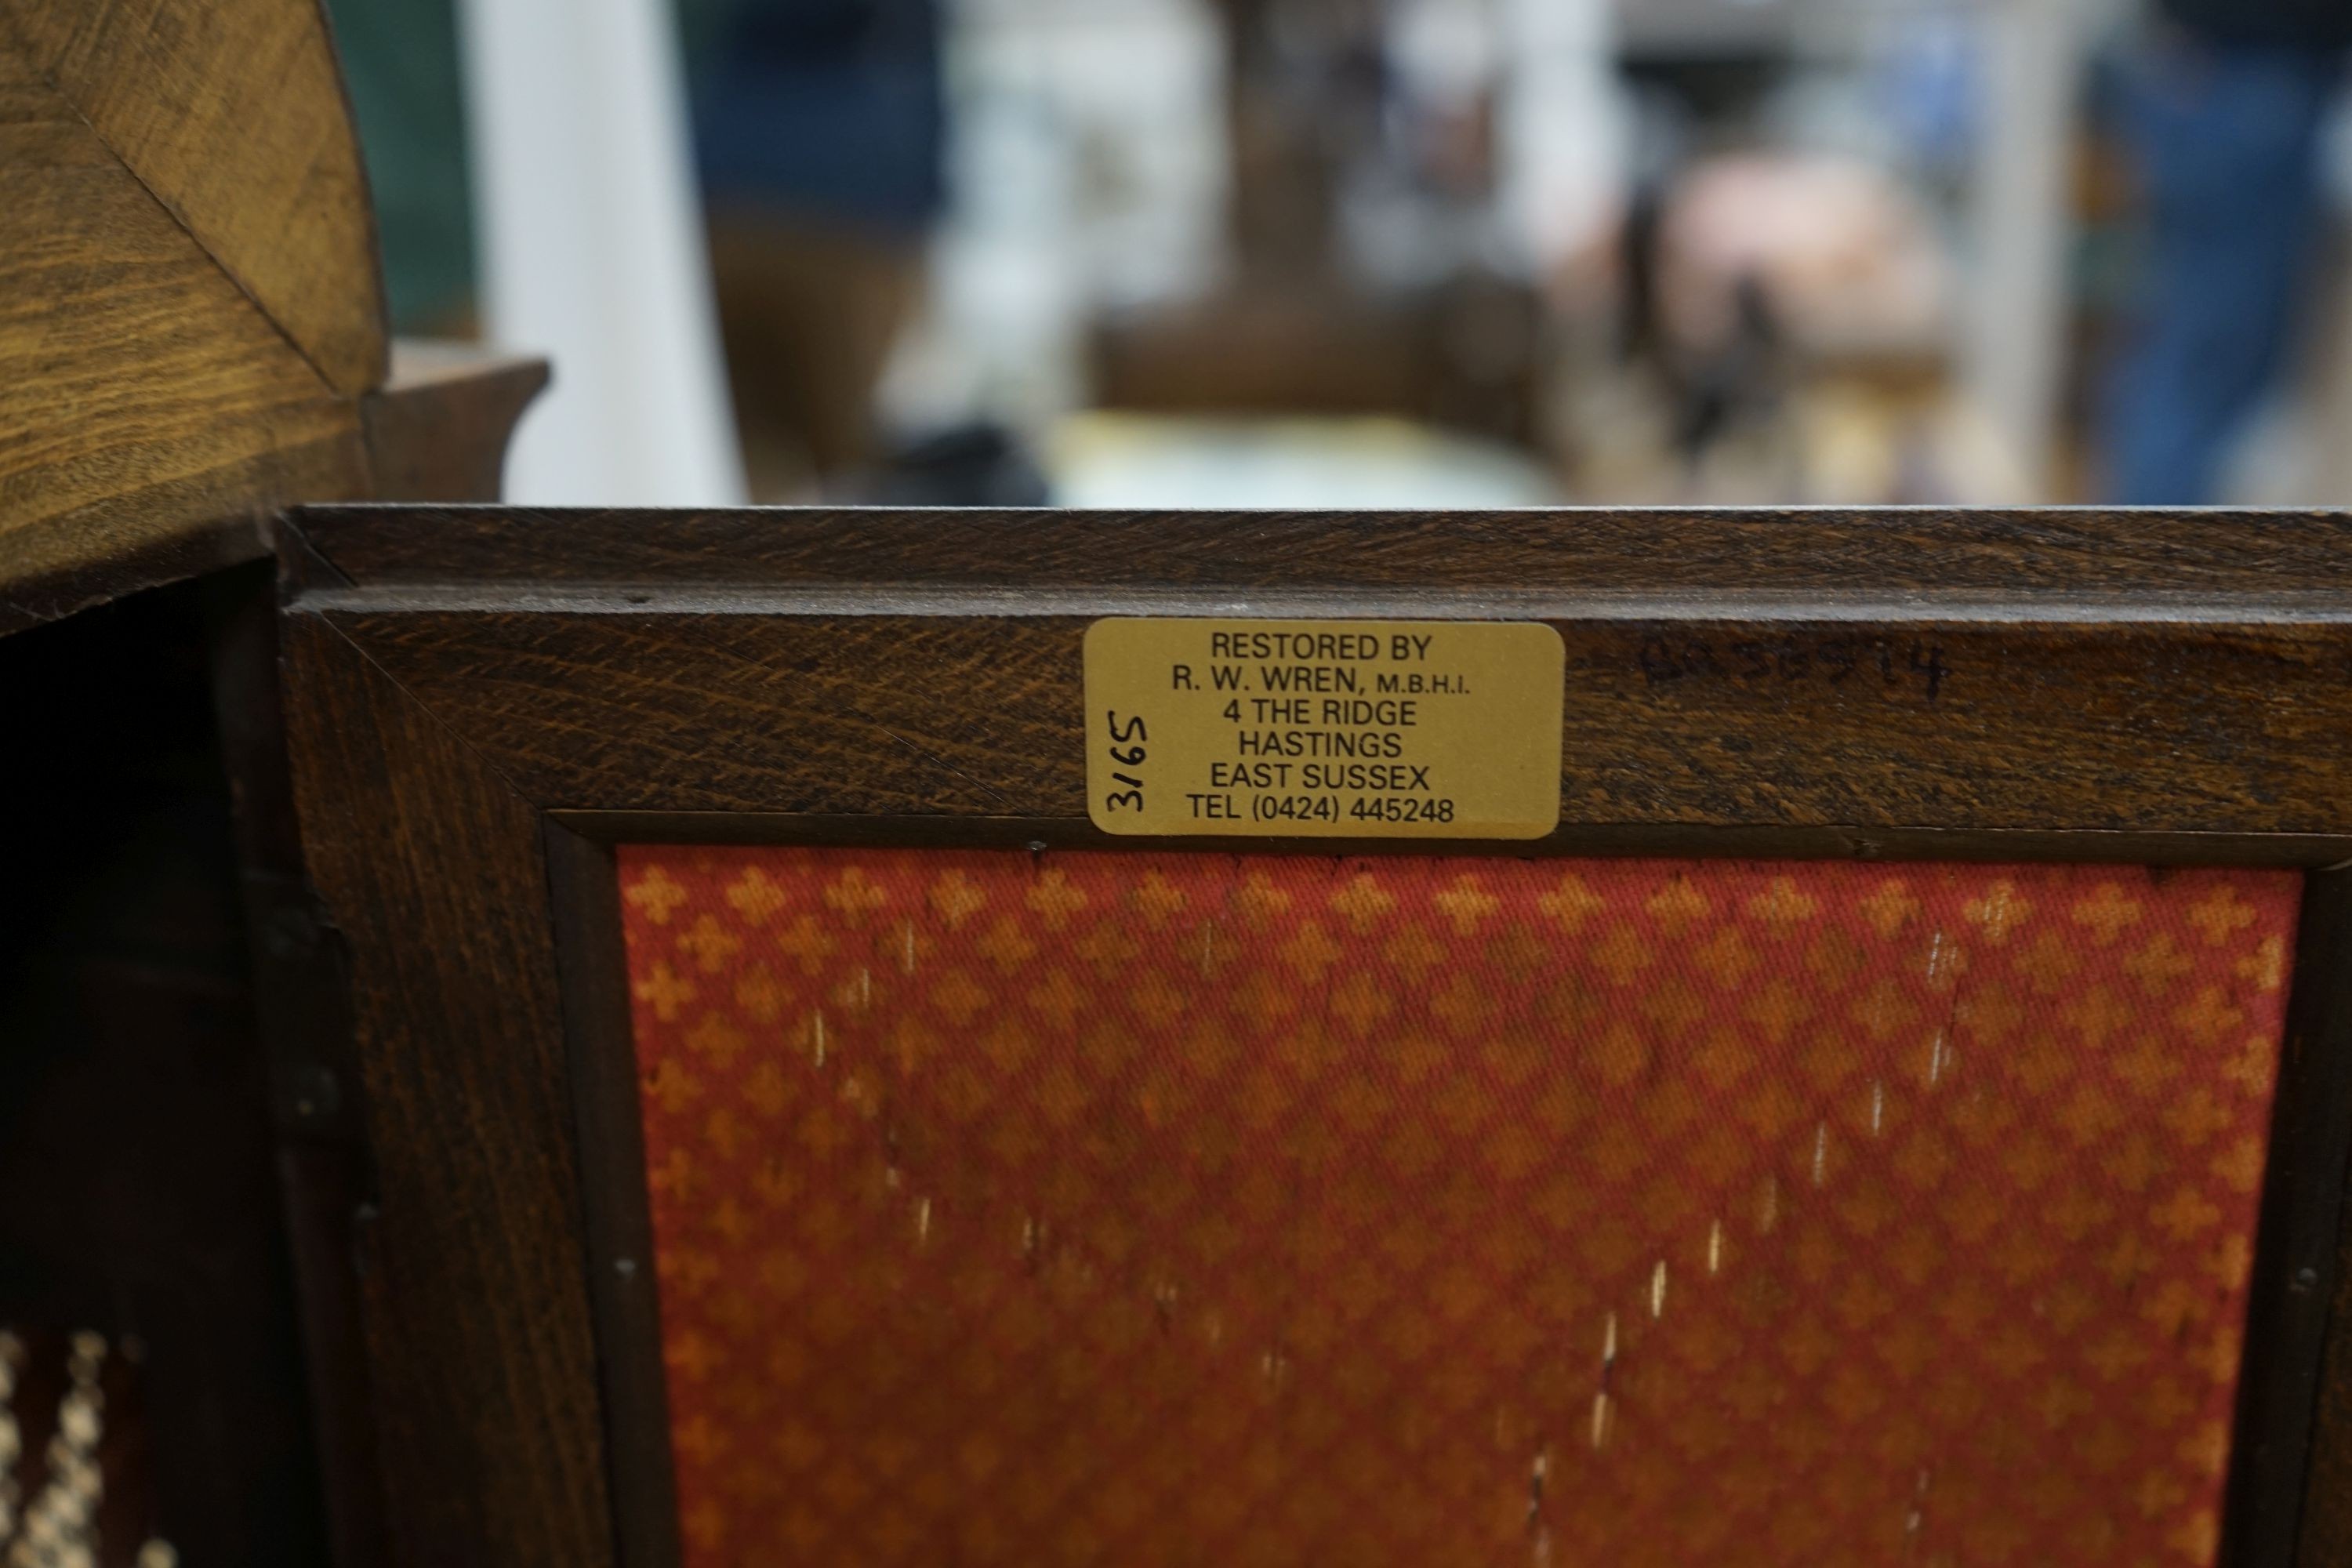 RESTORED BY
R. W. WREN, M.B.H.I.
4 THE RIDGE
HASTINGS
EAST SUSSEX
TEL (0424) 445248
3165